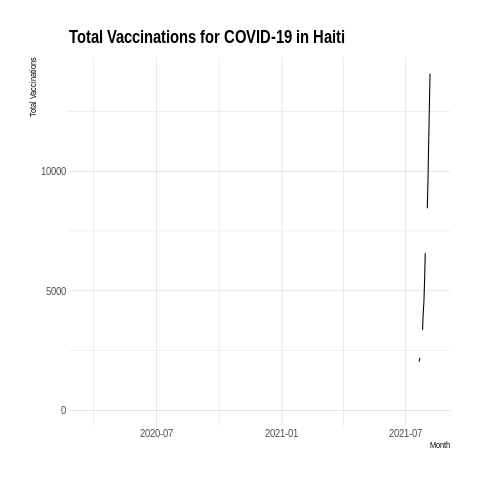 Total Vaccinations for COVID-19 in Haiti
Total Vaccinations
10000
5000
0
2020-07 2021-01 2021-07
Month